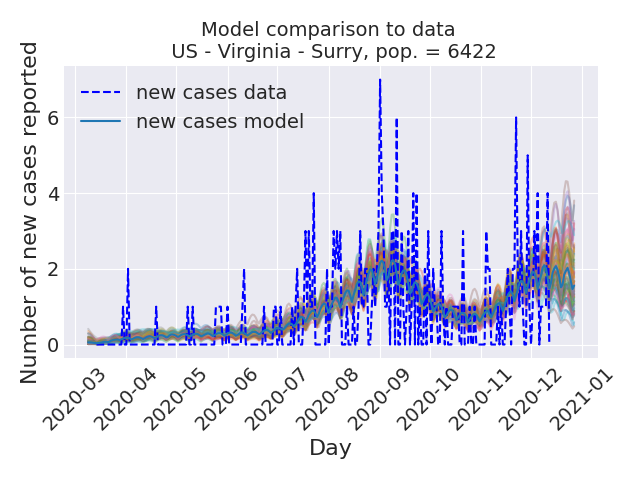 Model comparison to data
US - Virginia - Surry, pop. = 6422
Number of new cases reported
new cases data
new cases model
6
4
2
0
2020-03
2020-04
2020-05
2020-06
2020-07
2020-08
2020-09
2020-10
2020-11
2020-12
2021-01
Day